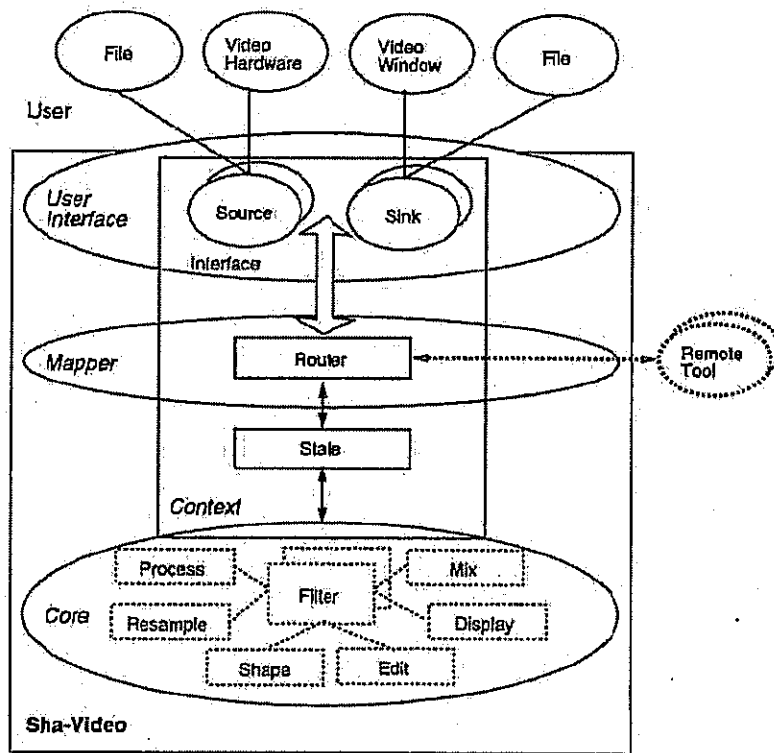 File
Video
Hardware
Video
Window
File
User
User
Interface
Source
Sink
Interface
Mapper
Router
Remote
Tool
State
Context
Process
Mix
Filter
Core
Resample
Display
Shape
Edit
Sha-Video